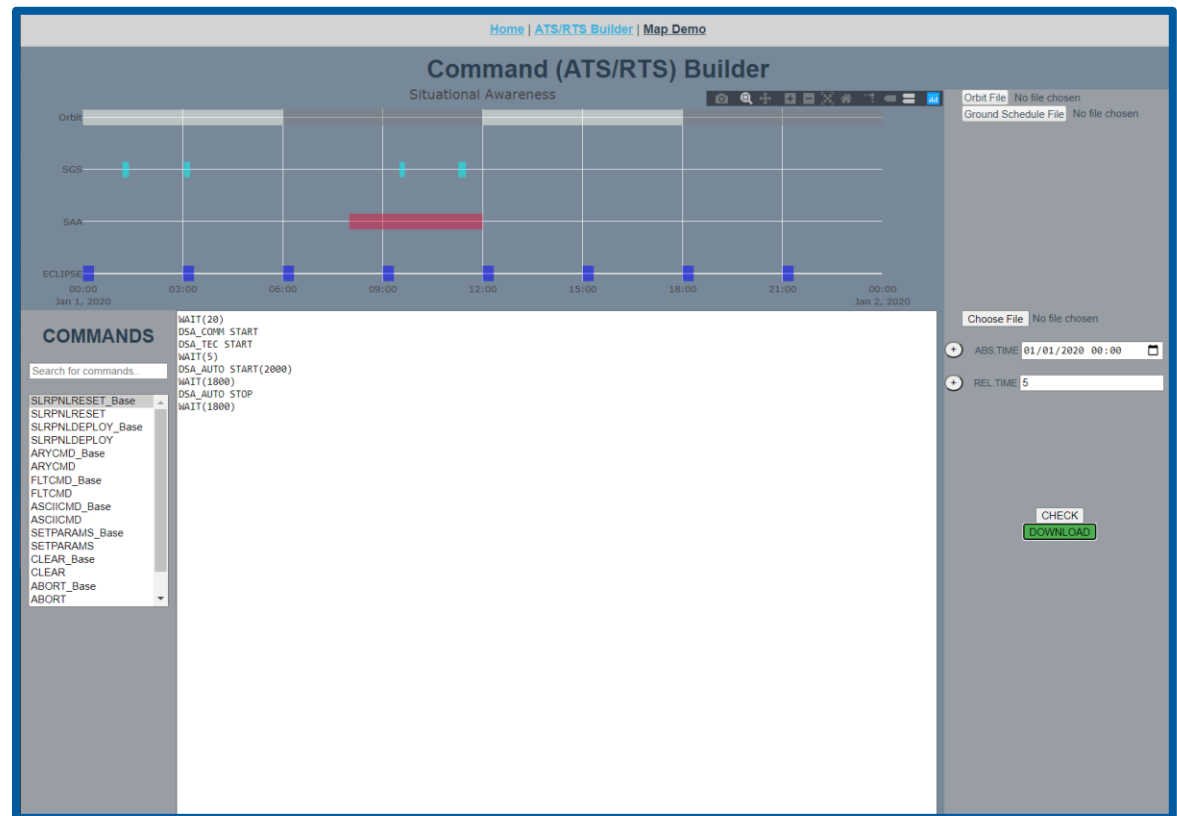 Home | ATS/RTS Builder | Map Demo
Command (ATS/RTS) Builder
Situational Awareness
Orbit File No file chosen
Ground Schedule File No file chosen
Orbit
SGS
SAA
ECLIPSE
00:00 03:00 06:00 09:00 12:00 15:00 18:00 21:00 00:00
Jan 1, 2020 Jan 2, 2020
COMMANDS
Search for commands..
SLRPNLRESET_Base
SLRPNLRESET
SLRPNLDEPLOY_Base
SLRPNLDEPLOY
ARYCMD_Base
ARYCMD
FLTCMD_Base
FLTCMD
ASCIICMD_Base
ASCIICMD
SETPARAMS_Base
SETPARAMS
CLEAR_Base
CLEAR
ABORT_Base
ABORT
WAIT(20)
DSA_COMM START
DSA_TEC START
WAIT(5)
DSA_AUTO START(2000)
WAIT(1800)
DSA_AUTO STOP
WAIT(1800)
Choose File No file chosen
+ ABS.TIME 01/01/2020 00:00
+ REL.TIME 5
CHECK
DOWNLOAD